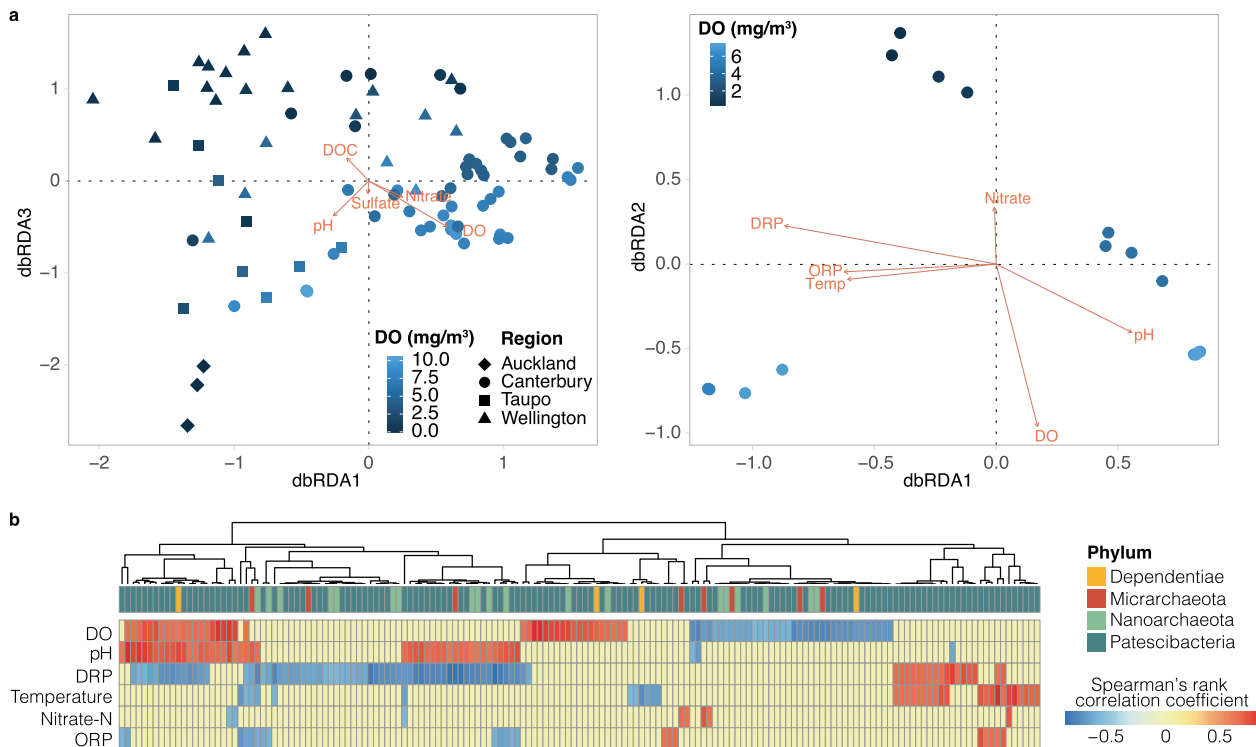 a
dbRDA3
1
0
−1
−2
DOC
Sulfate
Nitrate
pH
DO
DO (mg/m³)
10.0
7.5
5.0
2.5
0.0
Region
Auckland
Canterbury
Taupo
Wellington
−2
−1
0
1
dbRDA1
DO (mg/m³)
6
4
2
dbRDA2
1.0
0.5
0.0
−0.5
−1.0
Nitrate
DRP
ORP
Temp
pH
DO
−1.0
−0.5
0.0
0.5
dbRDA1
b
DO
pH
DRP
Temperature
Nitrate-N
ORP
Phylum
Dependentiae
Micrarchaeota
Nanoarchaeota
Patescibacteria
Spearman's rank
correlation coefficient
−0.5
0
0.5